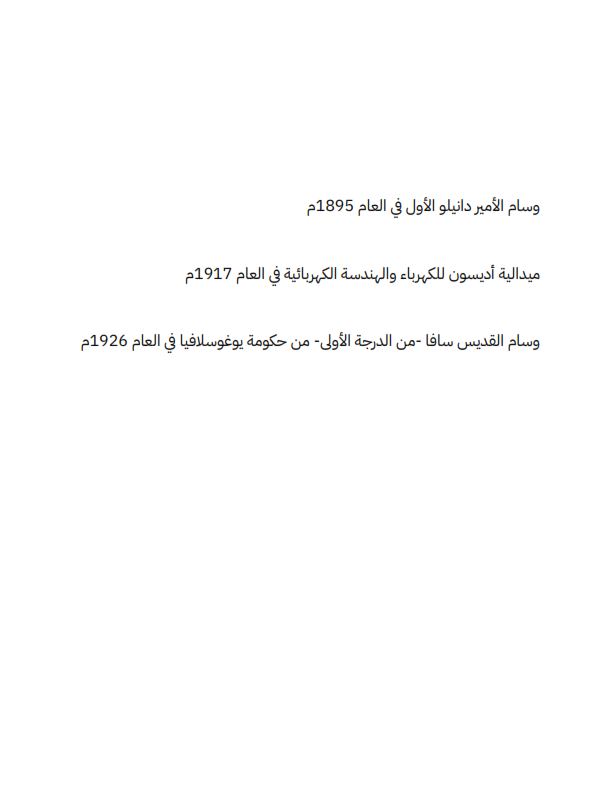 وسام الأمير دانيلو الأول في العام 1895م
ميدالية أديسون للكهرباء والهندسة الكهربائية في العام 1917م
وسام القديس سافا -من الدرجة الأولى- من حكومة يوغوسلافيا في العام 1926م